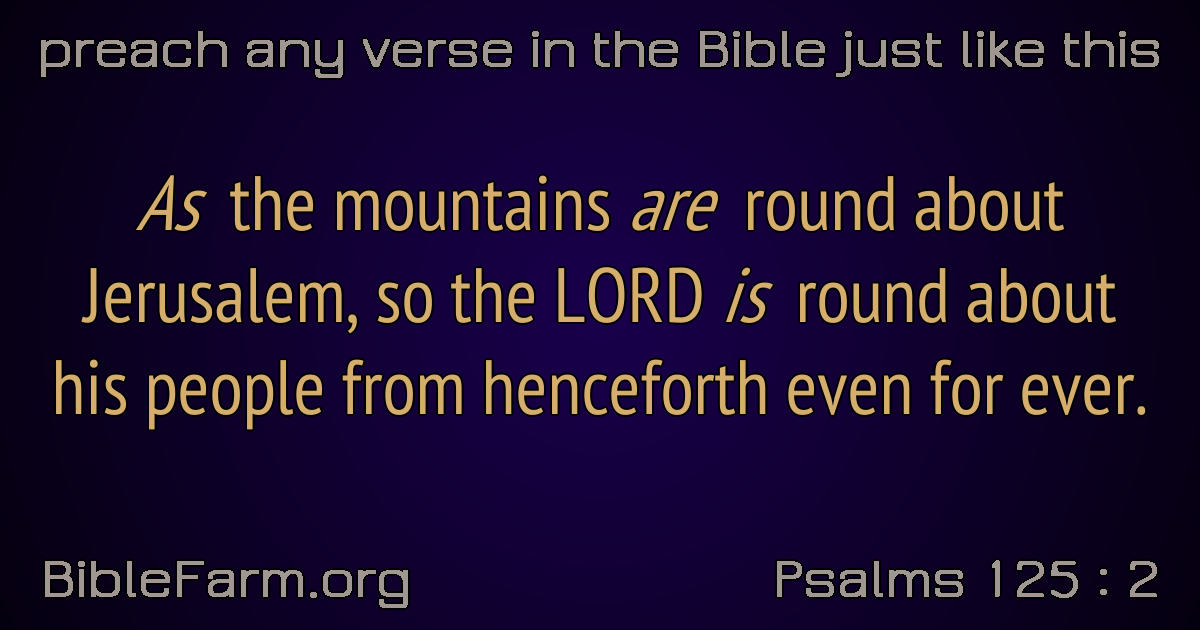 preach any verse in the Bible just like this
As the mountains are round about
Jerusalem, so the LORD is round about
his people from henceforth even for ever.
BibleFarm.org
Psalms 125 : 2